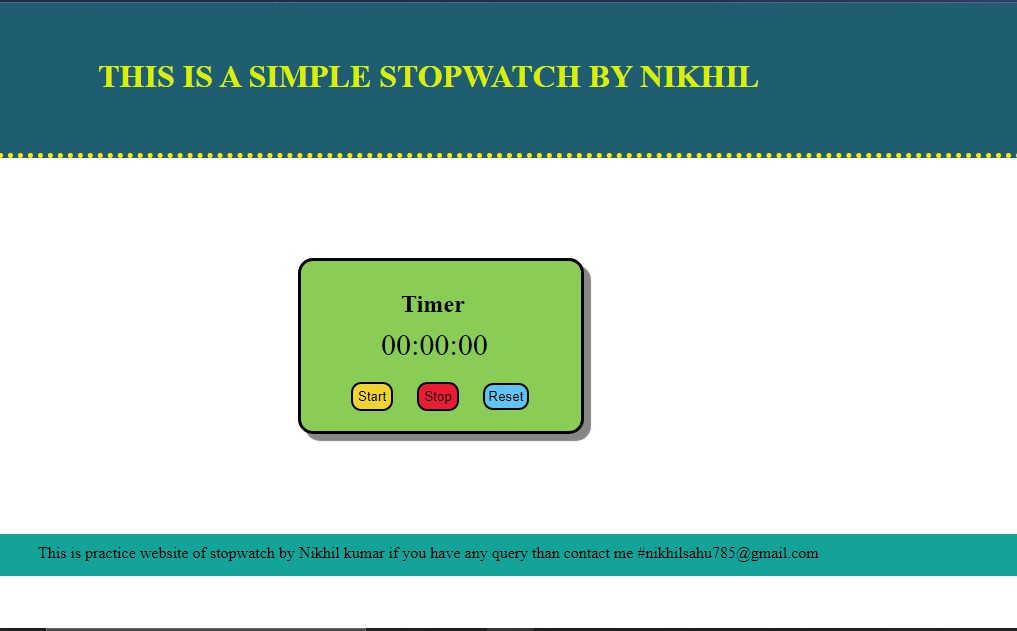 THIS IS A SIMPLE STOPWATCH BY NIKHIL
Timer
00:00:00
Start Stop Reset
This is practice website of stopwatch by Nikhil kumar if you have any query than contact me #nikhilsahu785@gmail.com